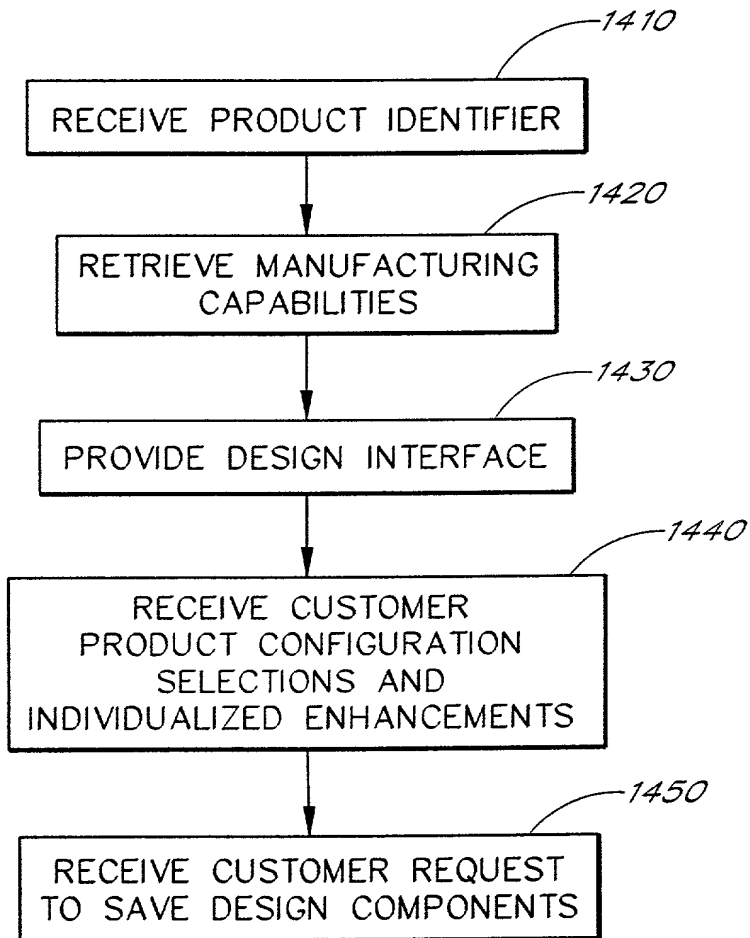 1410
RECEIVE PRODUCT IDENTIFIER
1420
RETRIEVE MANUFACTURING
CAPABILITIES
1430
PROVIDE DESIGN INTERFACE
1440
RECEIVE CUSTOMER
PRODUCT CONFIGURATION
SELECTIONS AND
INDIVIDUALIZED ENHANCEMENTS
1450
RECEIVE CUSTOMER REQUEST
TO SAVE DESIGN COMPONENTS